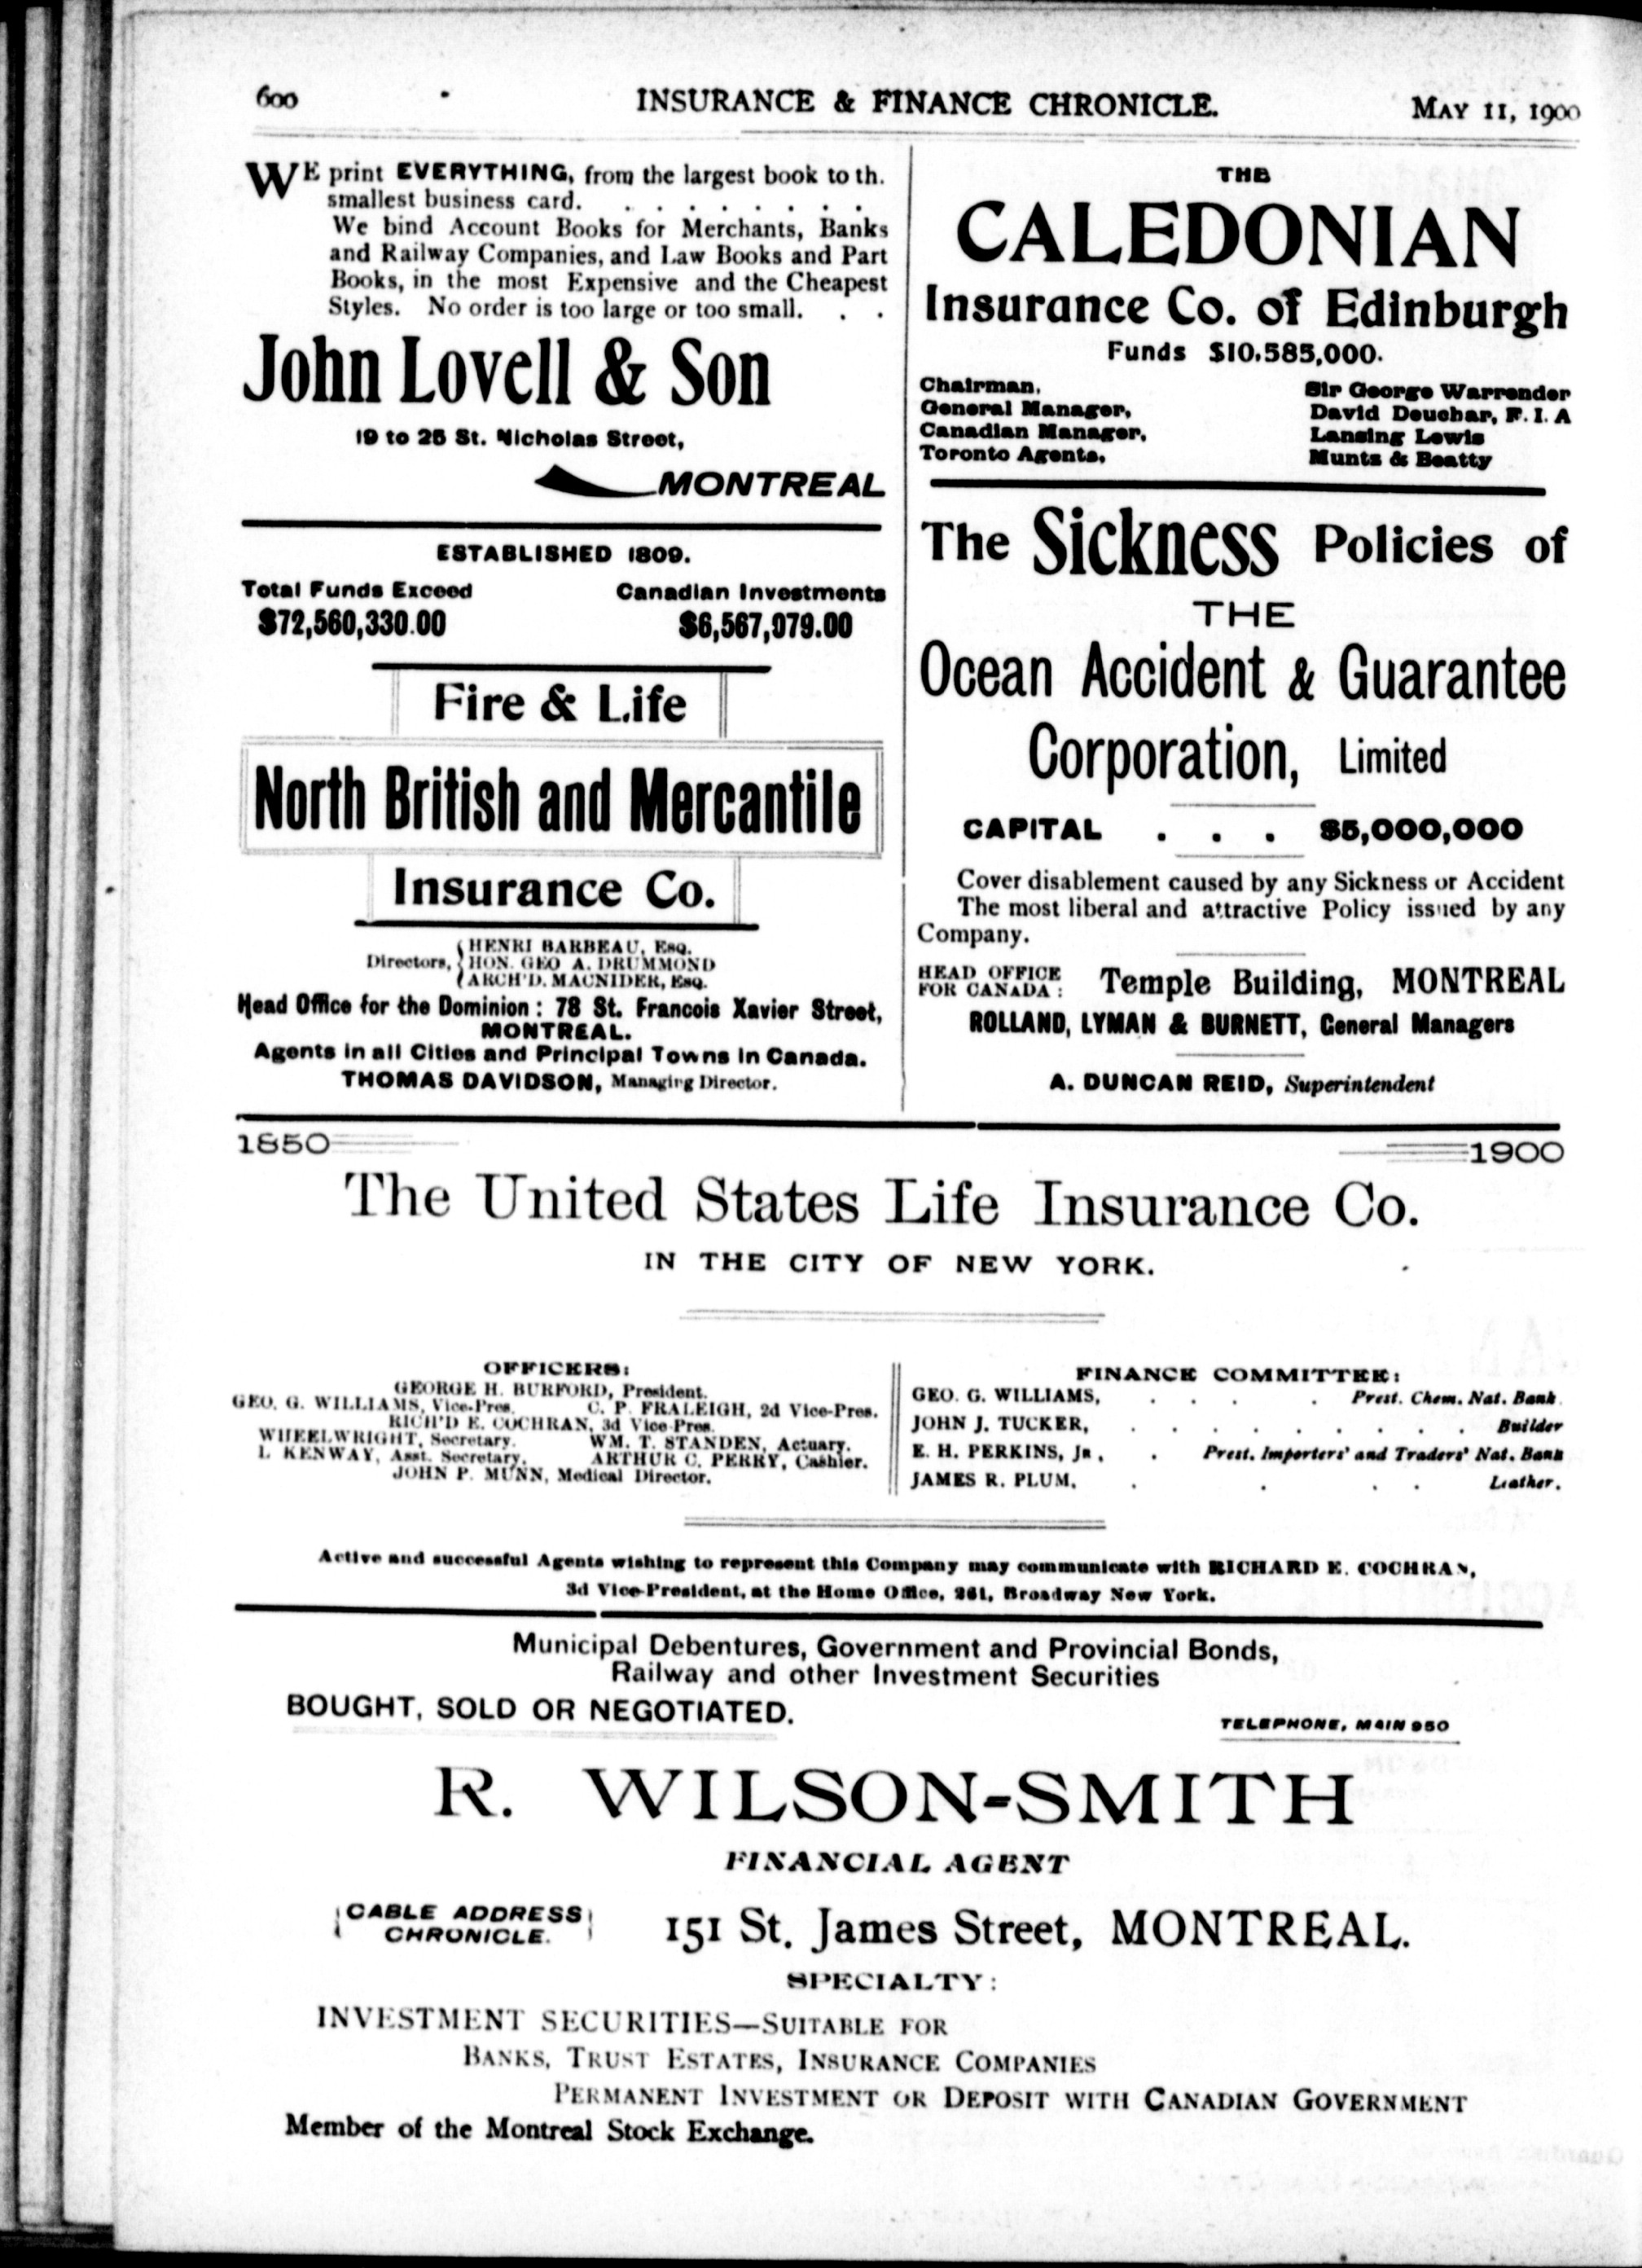 600 INSURANCE & FINANCE CHRONICLE. MAY 11, 1900
WE print EVERYTHING, from the largest book to th.
smallest business card. . . . . . . . .
We bind Account Books for Merchants, Banks
and Railway Companies, and Law Books and Part
Books, in the most Expensive and the Cheapest
Styles. No order is too large or too small. . .
John Lovell & Son
19 to 25 St. Nicholas Street,
MONTREAL
ESTABLISHED 1809.
Total Funds Exceed Canadian Investments
$72,560,330.00 $6,567,079.00
Fire & Life
North British and Mercantile
Insurance Co.
Directors, { HENRI BARBEAU, ESQ.
HON. GEO A. DRUMMOND
ARCH'D. MACNIDER, ESQ.
Head Office for the Dominion : 78 St. Francois Xavier Street,
MONTREAL.
Agents in all Cities and Principal Towns in Canada.
THOMAS DAVIDSON, Managing Director.
THE
CALEDONIAN
Insurance Co. of Edinburgh
Funds $10,585,000.
Chairman, Sir George Warrender
General Manager, David Deuchar, F. I. A
Canadian Manager, Lansing Lewis
Toronto Agents, Muntz & Beatty
The Sickness Policies of
THE
Ocean Accident & Guarantee
Corporation, Limited
CAPITAL . . . $5,000,000
Cover disablement caused by any Sickness or Accident
The most liberal and attractive Policy issued by any
Company.
HEAD OFFICE
FOR CANADA : Temple Building, MONTREAL
ROLLAND, LYMAN & BURNETT, General Managers
A. DUNCAN REID, Superintendent
1850 1900
The United States Life Insurance Co.
IN THE CITY OF NEW YORK.
OFFICERS:
GEORGE H. BURFORD, President.
GEO. G. WILLIAMS, Vice-Pres. C. P. FRALEIGH, 2d Vice-Pres.
RICH'D E. COCHRAN, 3d Vice Pres.
WHEELWRIGHT, Secretary. WM. T. STANDEN, Actuary.
L. KENWAY, Asst. Secretary. ARTHUR C. PERRY, Cashier.
JOHN P. MUNN, Medical Director.
FINANCE COMMITTEE:
GEO. G. WILLIAMS, . . . . Prest. Chem. Nat. Bank.
JOHN J. TUCKER, . . . . . . . . . Builder
E. H. PERKINS, JR, . Prest. Importers' and Traders' Nat. Bank
JAMES R. PLUM, . . . . Leather.
Active and successful Agents wishing to represent this Company may communicate with RICHARD E. COCHRAN,
3d Vice-President, at the Home Office, 261, Broadway New York.
Municipal Debentures, Government and Provincial Bonds,
Railway and other Investment Securities
BOUGHT, SOLD OR NEGOTIATED.
TELEPHONE, MAIN 950
R. WILSON-SMITH
FINANCIAL AGENT
CABLE ADDRESS
CHRONICLE.
151 St. James Street, MONTREAL.
SPECIALTY:
INVESTMENT SECURITIES—SUITABLE FOR
BANKS, TRUST ESTATES, INSURANCE COMPANIES
PERMANENT INVESTMENT OR DEPOSIT WITH CANADIAN GOVERNMENT
Member of the Montreal Stock Exchange.